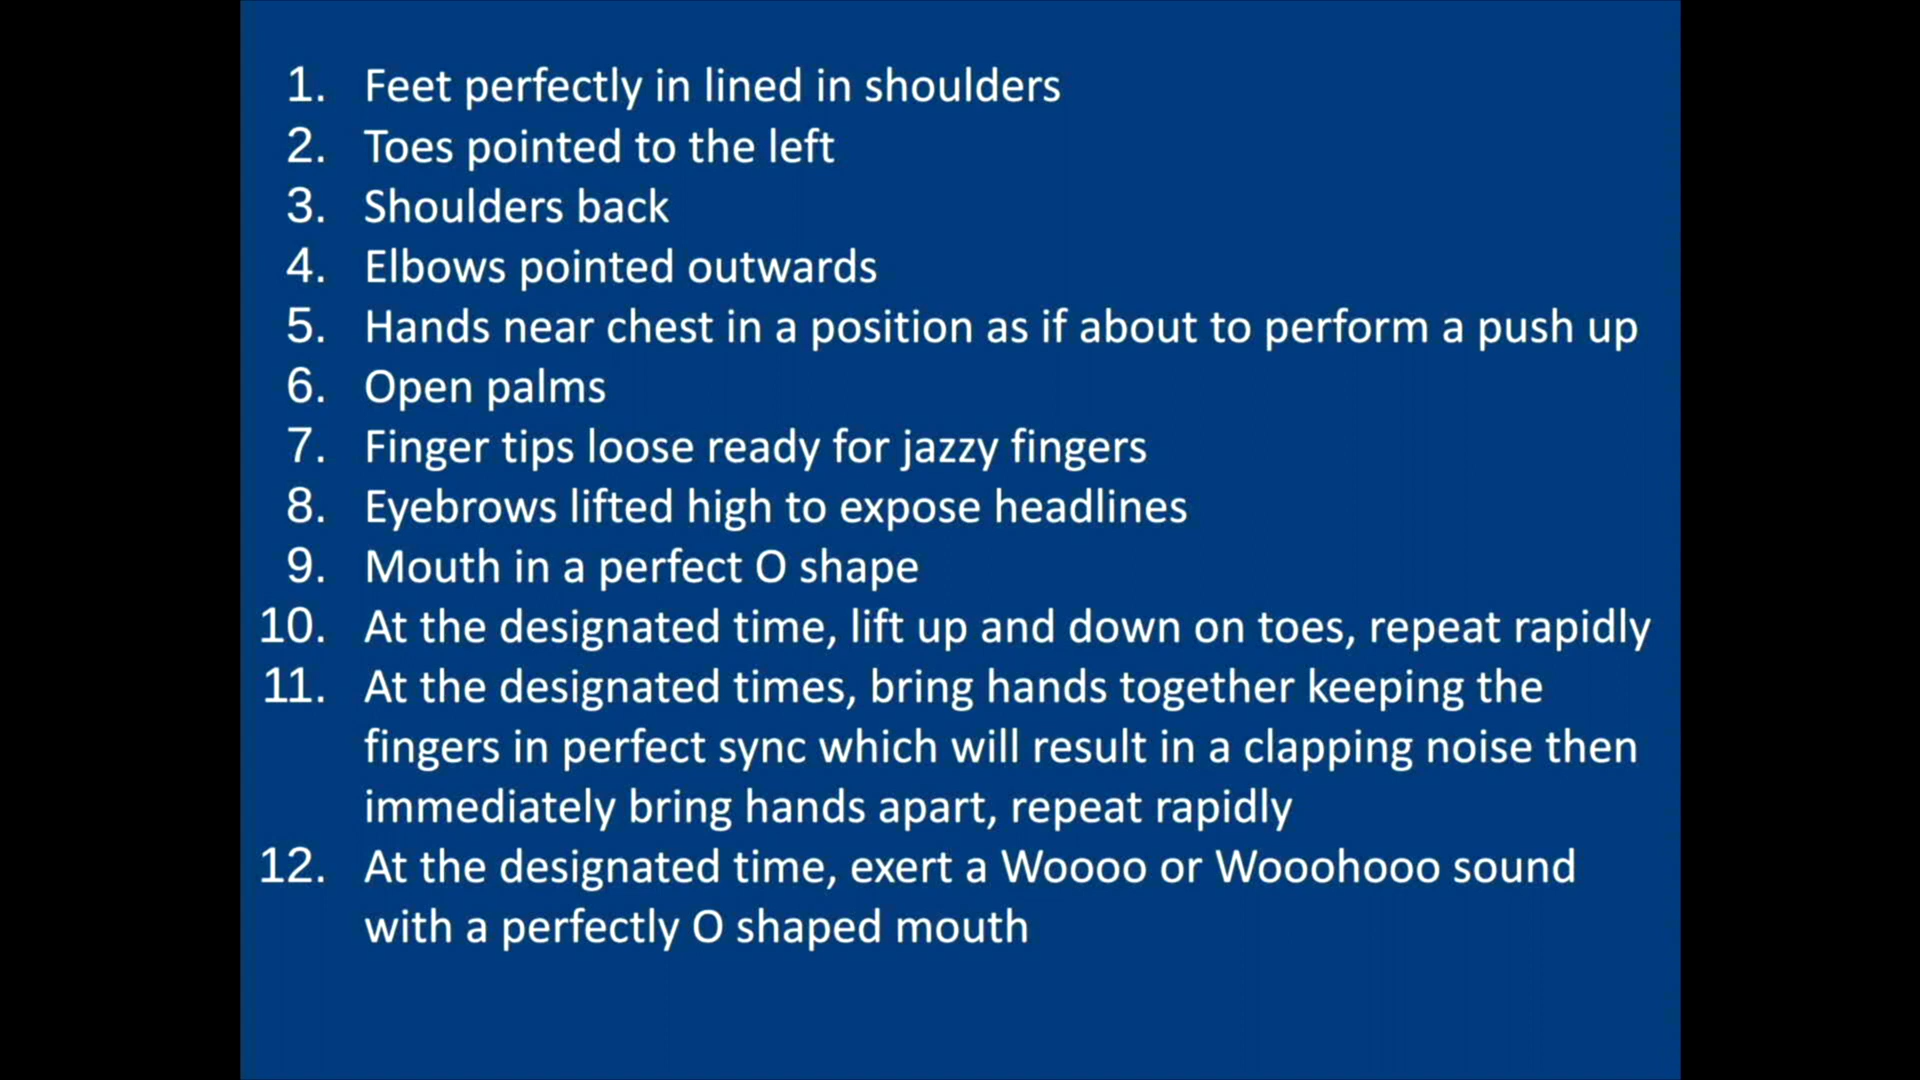 1. Feet perfectly in lined in shoulders
2. Toes pointed to the left
3. Shoulders back
4. Elbows pointed outwards
5. Hands near chest in a position as if about to perform a push up
6. Open palms
7. Finger tips loose ready for jazzy fingers
8. Eyebrows lifted high to expose headlines
9. Mouth in a perfect O shape
10. At the designated time, lift up and down on toes, repeat rapidly
11. At the designated times, bring hands together keeping the
fingers in perfect sync which will result in a clapping noise then
immediately bring hands apart, repeat rapidly
12. At the designated time, exert a Woooo or Wooohooo sound
with a perfectly O shaped mouth